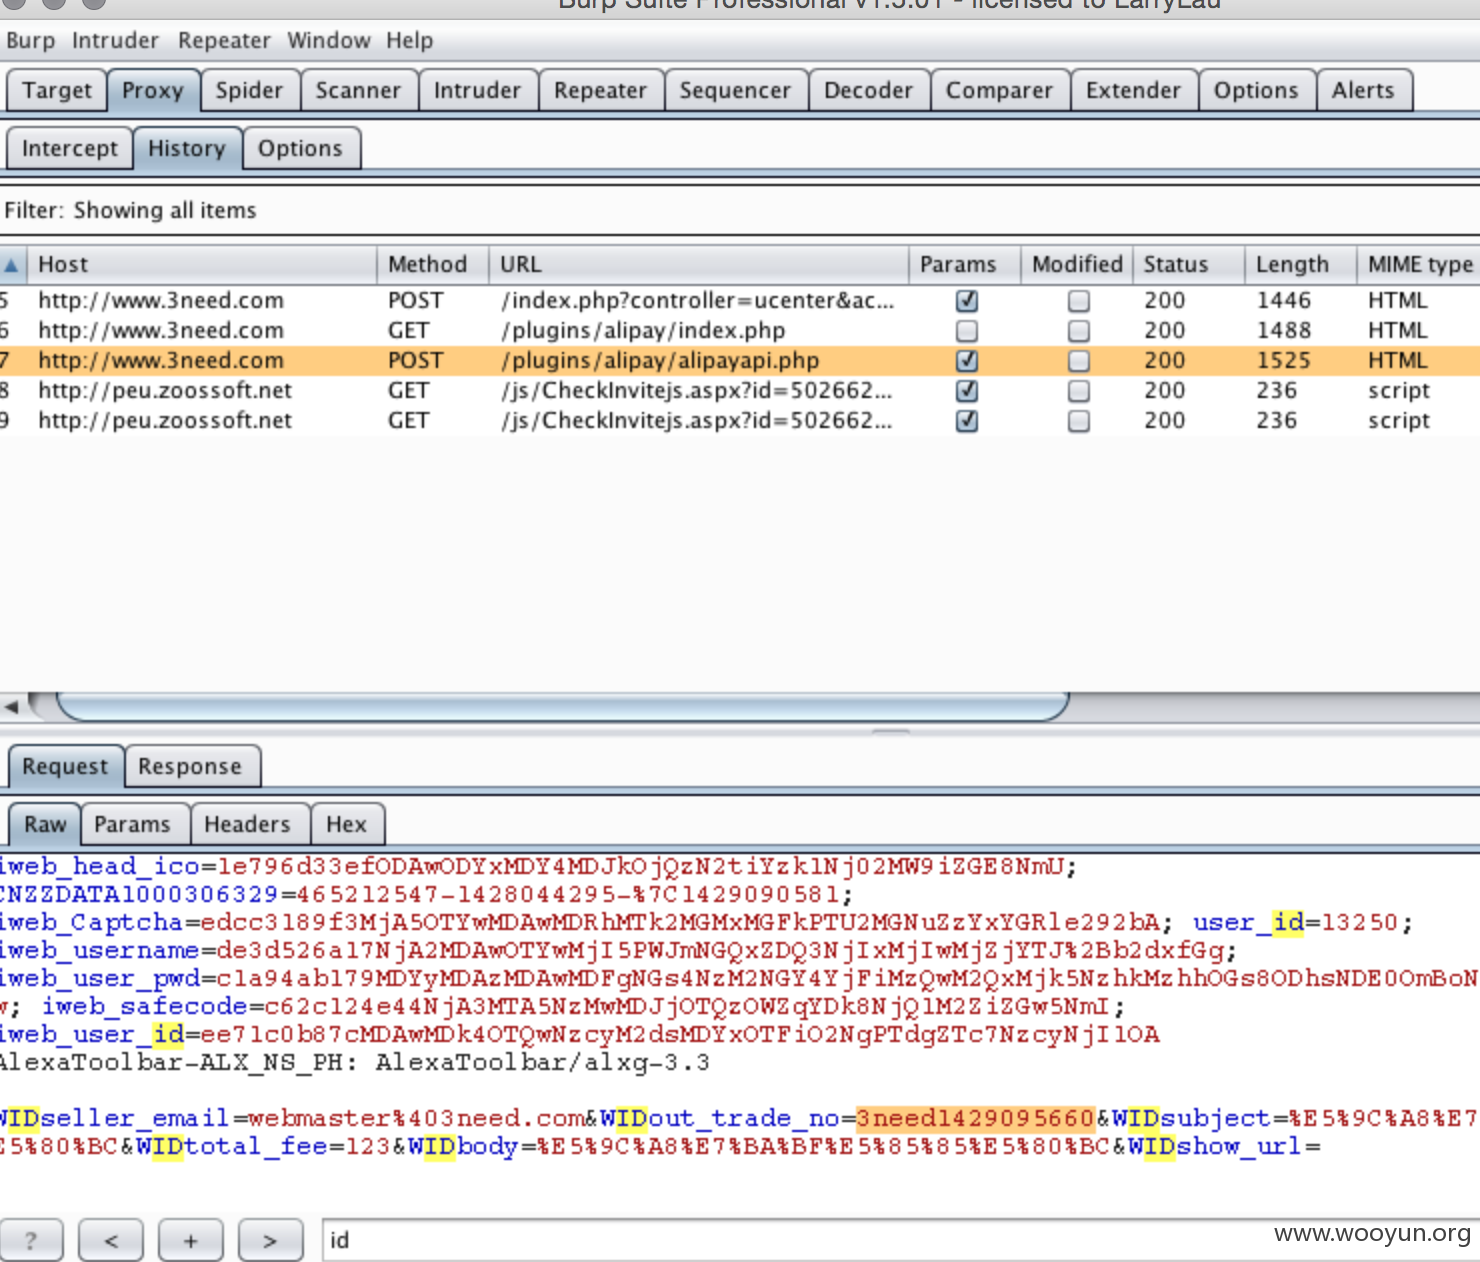 Burp Suite Professional v1.5.01 - licensed to LarryLau
Burp Intruder Repeater Window Help
Target Proxy Spider Scanner Intruder Repeater Sequencer Decoder Comparer Extender Options Alerts
Intercept History Options
Filter: Showing all items
Host Method URL Params Modified Status Length MIME type
5 http://www.3need.com POST /index.php?controller=ucenter&ac... 200 1446 HTML
6 http://www.3need.com GET /plugins/alipay/index.php 200 1488 HTML
7 http://www.3need.com POST /plugins/alipay/alipayapi.php 200 1525 HTML
8 http://peu.zoossoft.net GET /js/CheckInvitejs.aspx?id=502662... 200 236 script
9 http://peu.zoossoft.net GET /js/CheckInvitejs.aspx?id=502662... 200 236 script
Request Response
Raw Params Headers Hex
iweb_head_ico=1e796d33efODAwODYxMDY4MDJkOjQzN2tiYzk1Nj02MW9iZGE8NmU;
CNZZDATA1000306329=465212547-1428044295-%7C1429090581;
iweb_Captcha=edcc3189f3MjA5OTYwMDAwMDRhMTk2MGMxMGFkPTU2MGNuZzYxYGRle292bA; user_id=13250;
iweb_username=de3d526a17NjA2MDAwOTYwMjI5PWJmNGQxZDQ3NjIxMjIwMjZjYTJ%2Bb2dxfGg;
iweb_user_pwd=c1a94ab179MDYyMDAzMDAwMDFgNGs4NzM2NGY4YjFiMzQwM2QxMjk5NzhkMzhhOGs8ODhsNDE0OmBoN
w; iweb_safecode=c62c124e44NjA3MTA5NzMwMDJjOTQzOWZqYDk8NjQ1M2ZiZGw5NmI;
iweb_user_id=ee71c0b87cMDAwMDk4OTQwNzcyM2dsMDYxOTFiO2NgPTdgZTc7NzcyNjI1OA
AlexaToolbar-ALX_NS_PH: AlexaToolbar/alxg-3.3
WIDseller_email=webmaster%403need.com&WIDout_trade_no=3need1429095660&WIDsubject=%E5%9C%A8%E7
E5%80%BC&WIDtotal_fee=123&WIDbody=%E5%9C%A8%E7%BA%BF%E5%85%85%E5%80%BC&WIDshow_url=
? < + > id
www.wooyun.org